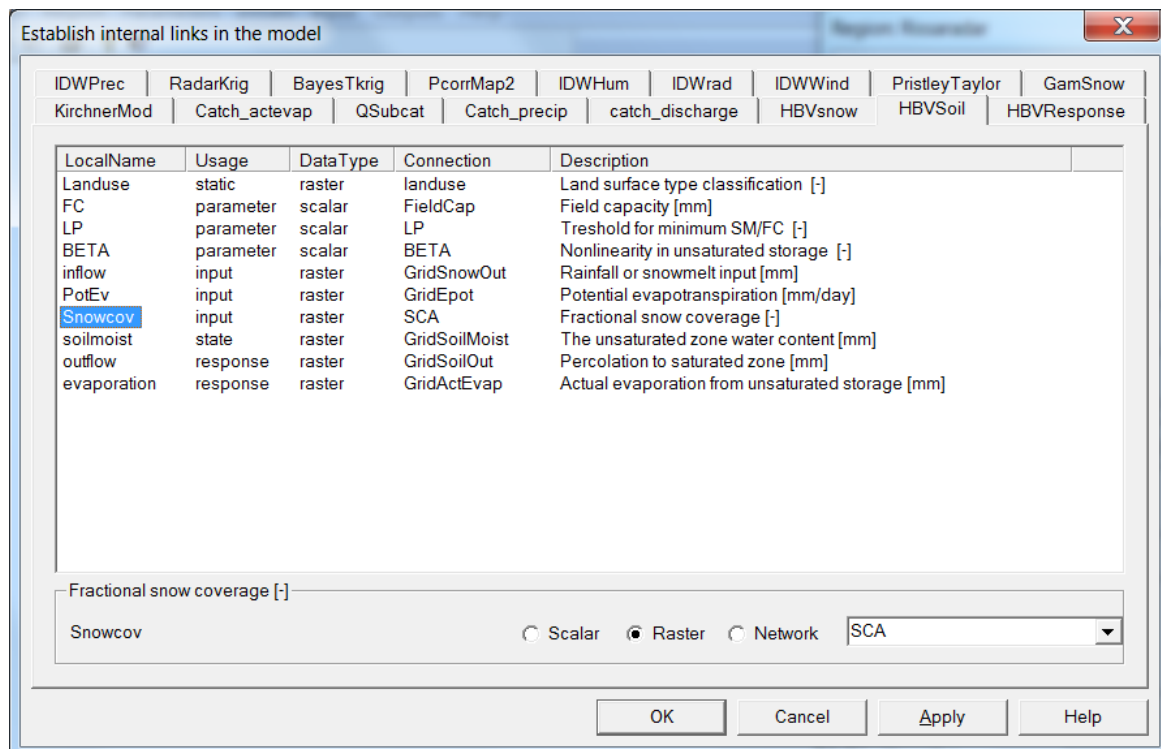 Establish internal links in the model
Region: Rissaradar
X
IDWPrec RadarKrig BayesTkrig PcorrMap2 IDWHum IDWrad IDWWind PristleyTaylor GamSnow
KirchnerMod Catch_actevap QSubcat Catch_precip catch_discharge HBVsnow HBVSoil HBVResponse
LocalName Usage DataType Connection Description
Landuse static raster landuse Land surface type classification [-]
FC parameter scalar FieldCap Field capacity [mm]
LP parameter scalar LP Treshold for minimum SM/FC [-]
BETA parameter scalar BETA Nonlinearity in unsaturated storage [-]
inflow input raster GridSnowOut Rainfall or snowmelt input [mm]
PotEv input raster GridEpot Potential evapotranspiration [mm/day]
Snowcov input raster SCA Fractional snow coverage [-]
soilmoist state raster GridSoilMoist The unsaturated zone water content [mm]
outflow response raster GridSoilOut Percolation to saturated zone [mm]
evaporation response raster GridActEvap Actual evaporation from unsaturated storage [mm]
Fractional snow coverage [-]
Snowcov Scalar Raster Network SCA
OK Cancel Apply Help